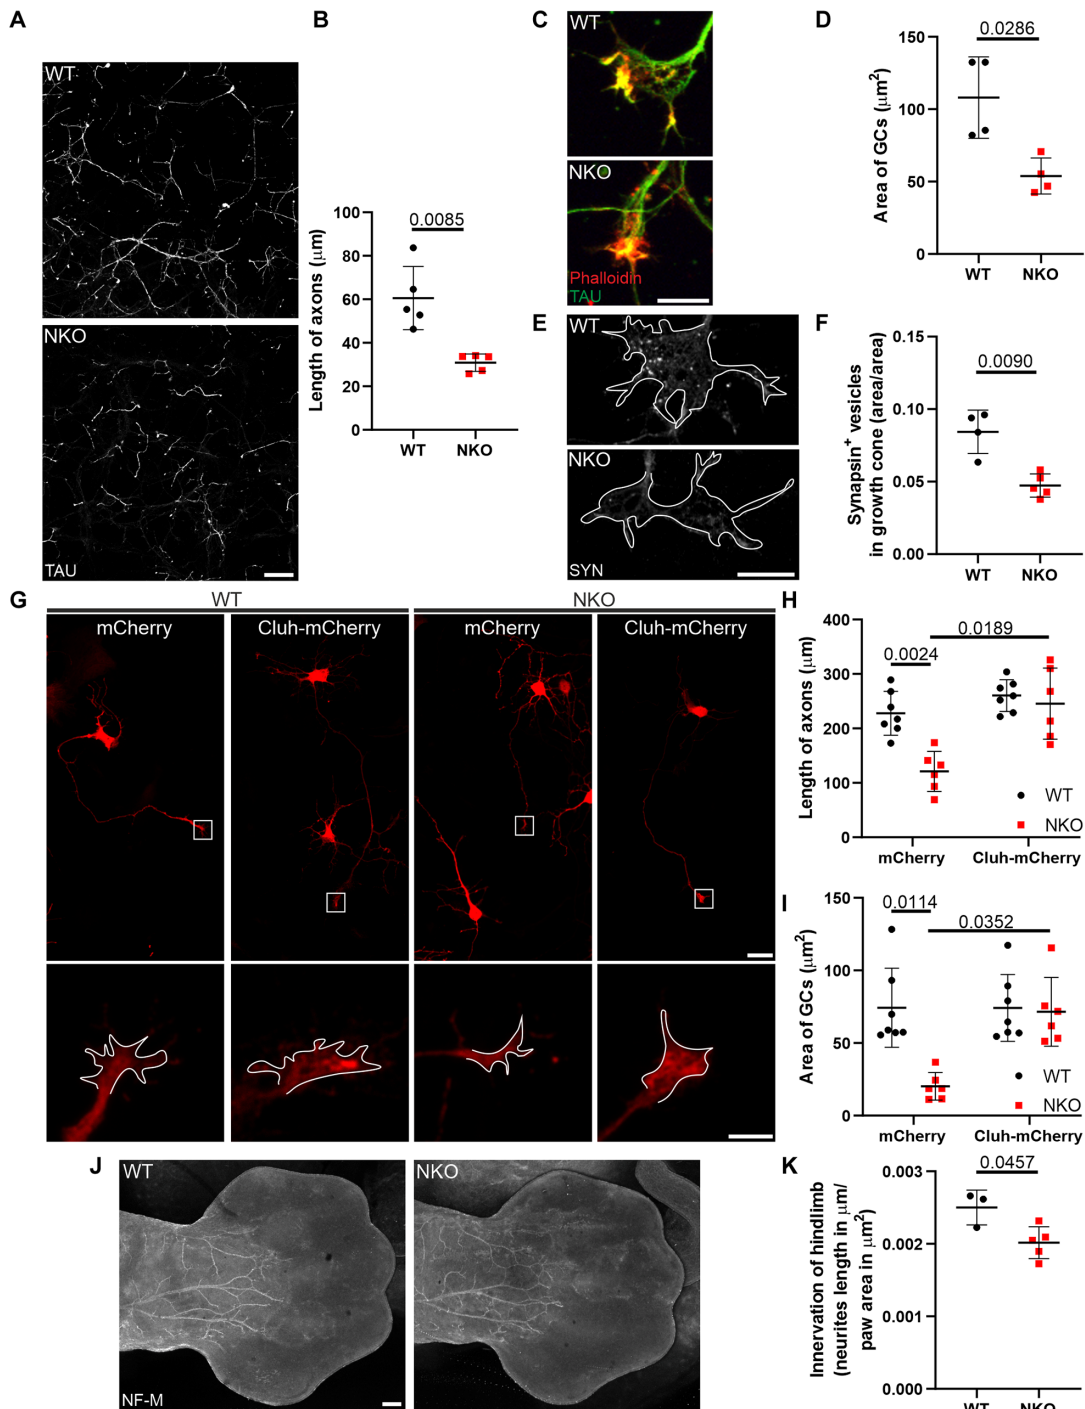 A
WT
NKO
TAU
B
Length of axons (μm)
100
80
60
40
20
0
0.0085
WT NKO
C
WT
NKO
Phalloidin
TAU
D
Area of GCs (μm²)
150
100
50
0
0.0286
WT NKO
E
WT
NKO
SYN
F
Synapsin⁺ vesicles
in growth cone (area/area)
0.15
0.10
0.05
0.00
0.0090
WT NKO
G
WT NKO
mCherry Cluh-mCherry mCherry Cluh-mCherry
H
Length of axons (μm)
400
300
200
100
0
0.0189
0.0024
WT
NKO
mCherry Cluh-mCherry
I
Area of GCs (μm²)
150
100
50
0
0.0114
0.0352
WT
NKO
mCherry Cluh-mCherry
J
WT
NKO
NF-M
K
Innervation of hindlimb
(neurites length in μm/
paw area in μm²)
0.003
0.002
0.001
0.000
0.0457
WT NKO